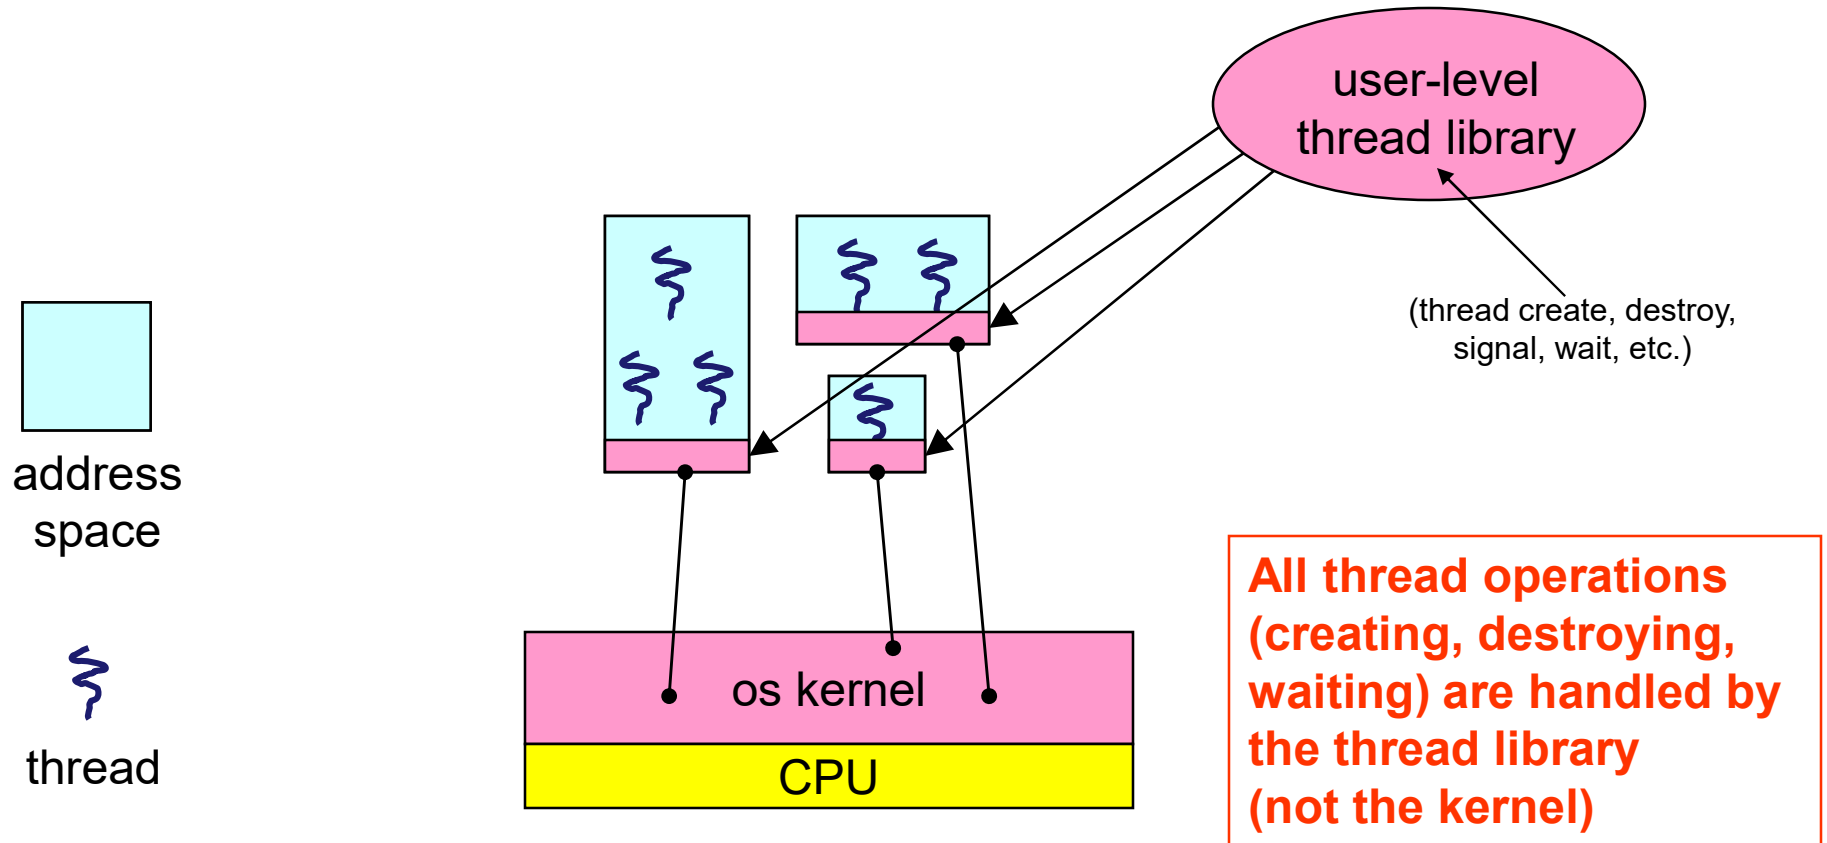 user-level
thread library
(thread create, destroy,
signal, wait, etc.)
address
space
thread
os kernel
CPU
All thread operations
(creating, destroying,
waiting) are handled by
the thread library
(not the kernel)